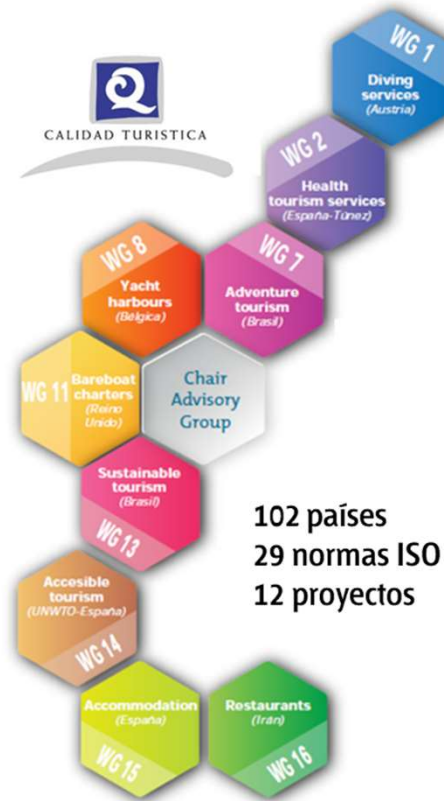 WG 1
Diving
services
(Austria)
Q
CALIDAD TURISTICA
WG 2
Health
tourism services
(España-Túnez)
WG 8
Yacht
harbours
(Bélgica)
WG 7
Adventure
tourism
(Brasil)
WG 11
Bareboat
charters
(Reino
Unido)
Chair
Advisory
Group
Sustainable
tourism
(Brasil)
WG 13
102 países
29 normas ISO
12 proyectos
Accesible
tourism
(UNWTO-España)
WG 14
Accommodation
(España)
WG 15
Restaurants
(Irán)
WG 16